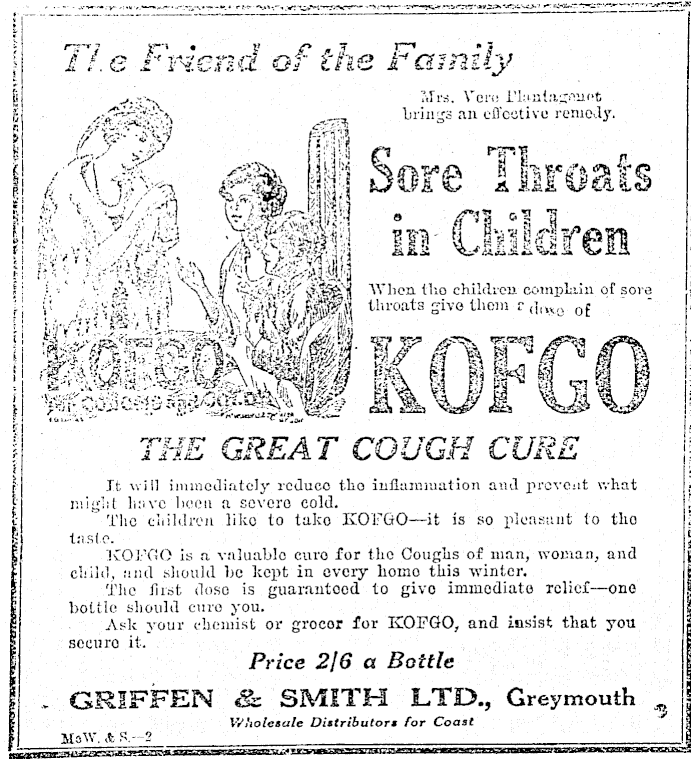 The Friend of the Family
Mrs. Vere Plantagenet
brings an effective remedy.
Sore Throats
in Children
When the children complain of sore
throats give them a dose of
KOFGO
KOFGO
THE GREAT COUGH CURE
It will immediately reduce the inflammation and prevent what
might have been a severe cold.
The children like to take KOFGO—it is so pleasant to the
taste.
KOFGO is a valuable cure for the Coughs of man, woman, and
child, and should be kept in every home this winter.
The first dose is guaranteed to give immediate relief—one
bottle should cure you.
Ask your chemist or grocer for KOFGO, and insist that you
secure it.
Price 2/6 a Bottle
GRIFFEN & SMITH LTD., Greymouth
Wholesale Distributors for Coast
McW. & S.—2